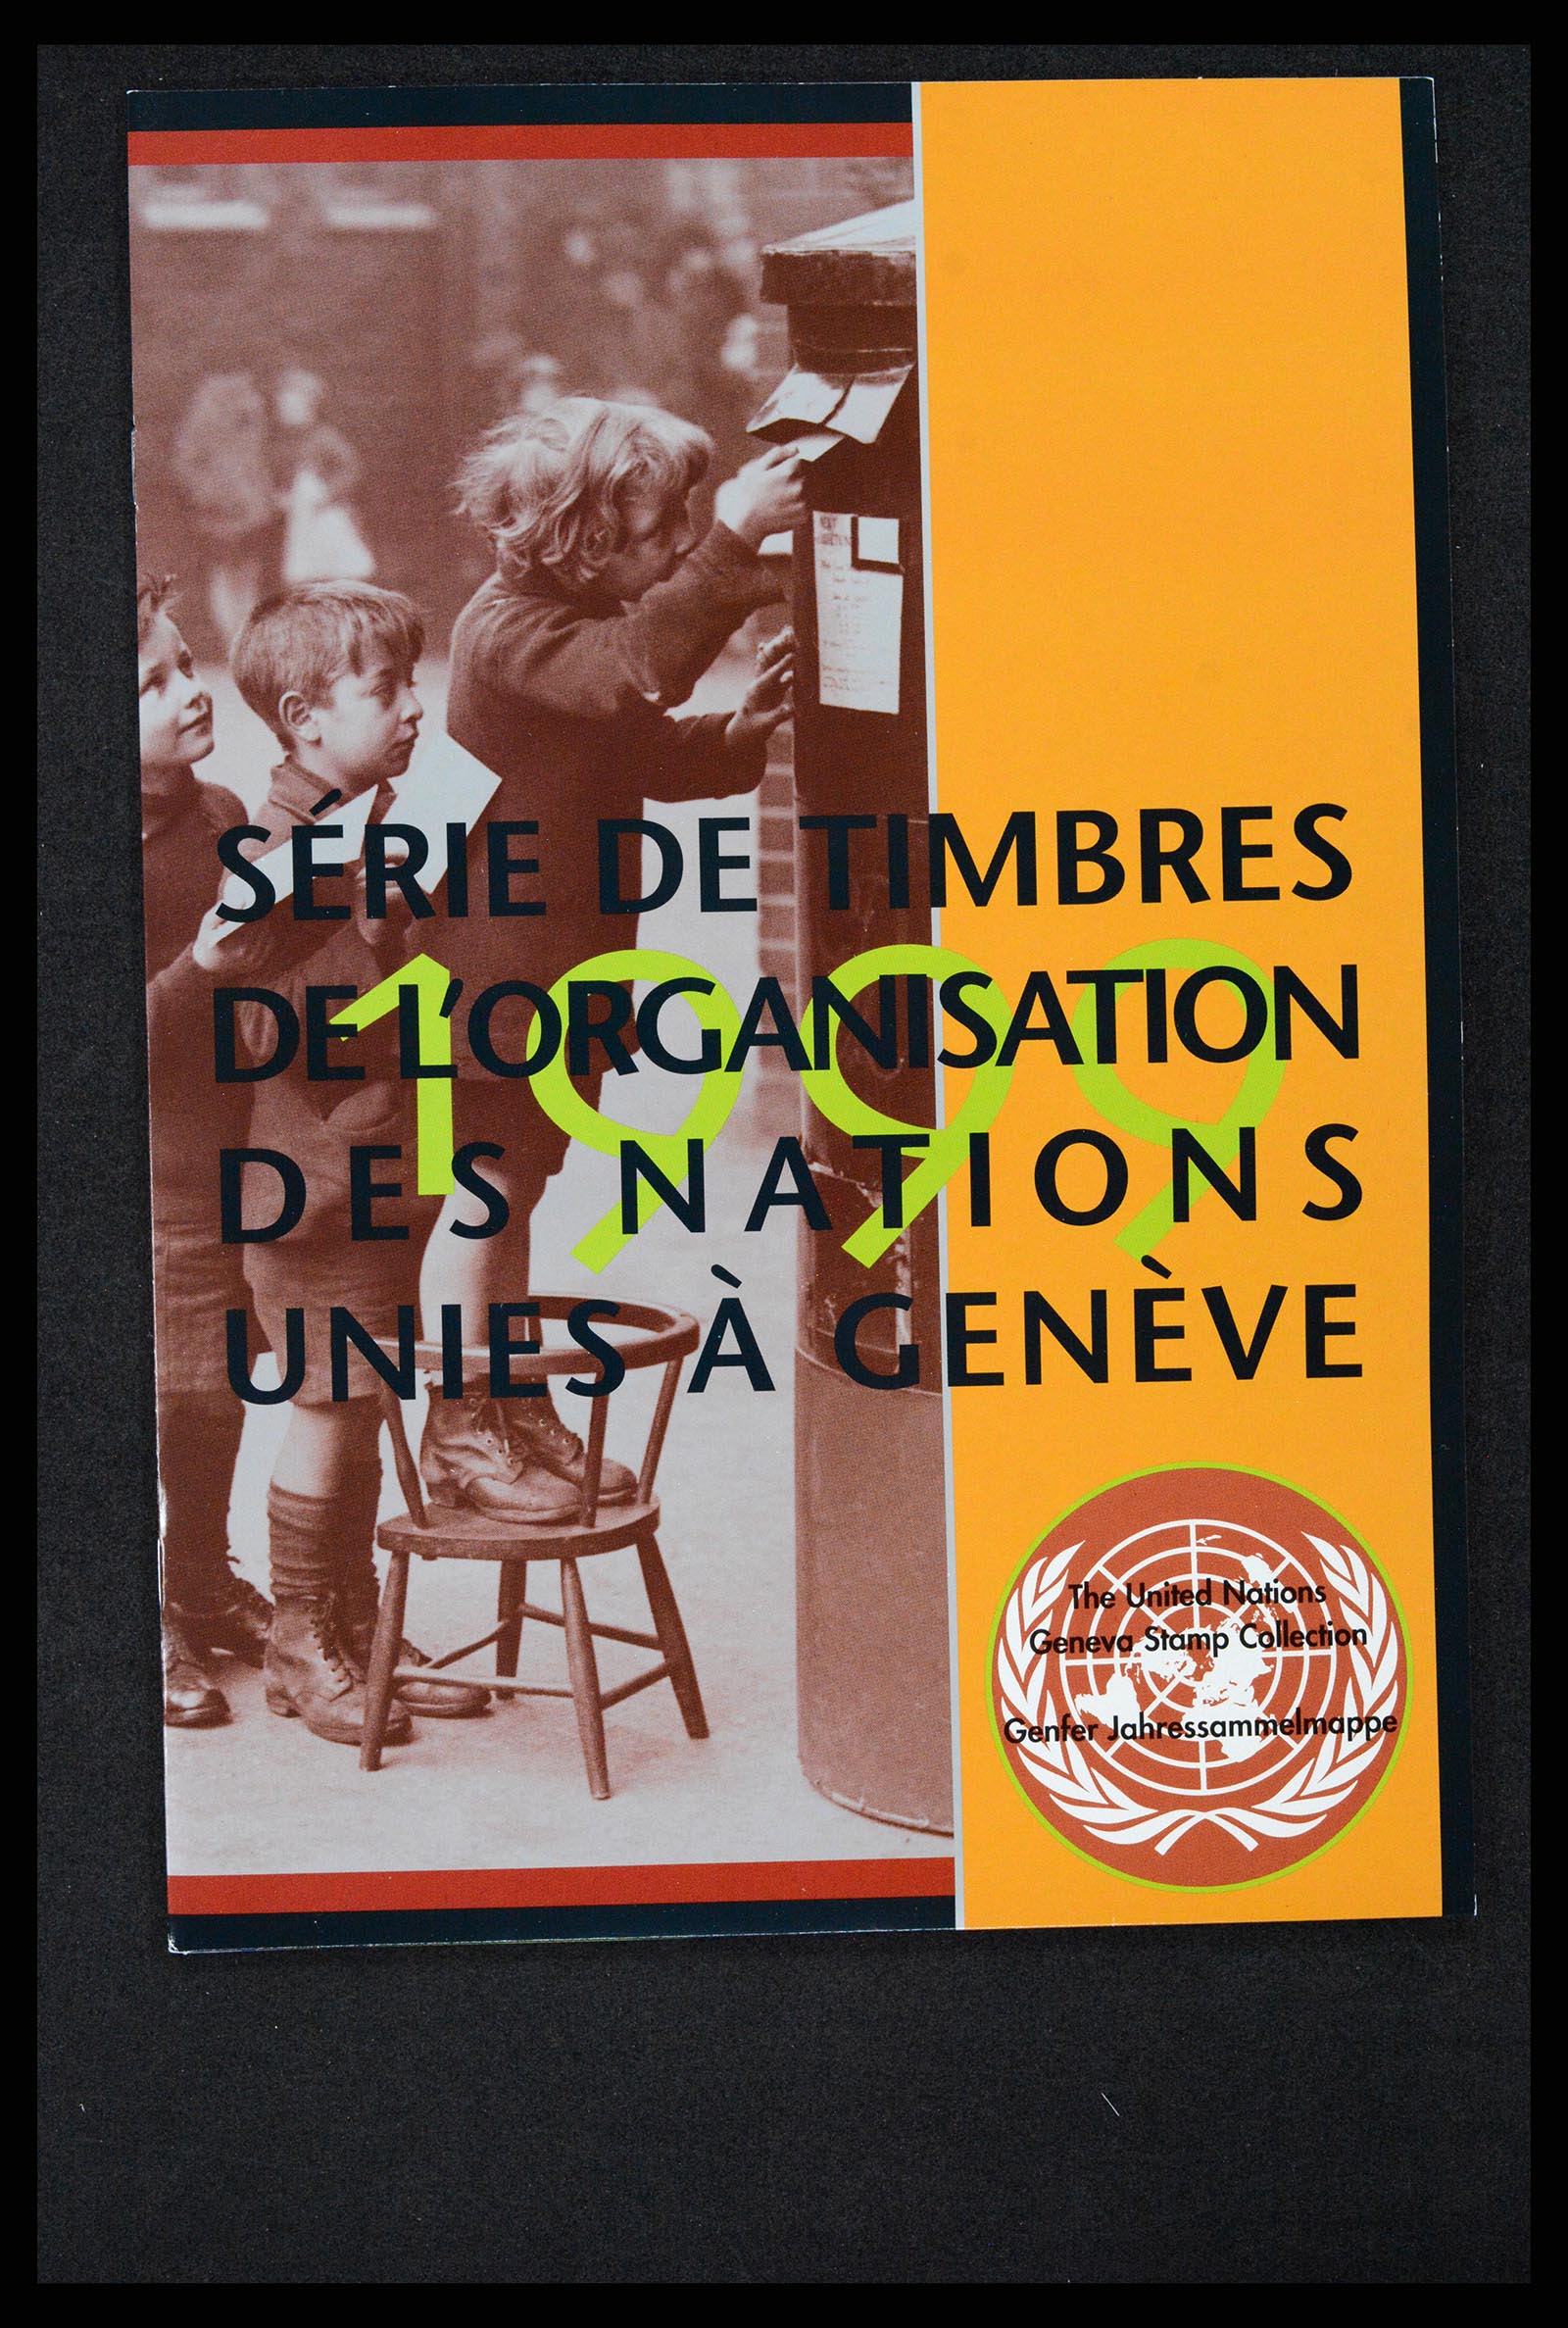 SÉRIE DE TIMBRES
1999
DE L'ORGANISATION
DES NATIONS
UNIES À GENÈVE
The United Nations
Geneva Stamp Collection
Genfer Jahressammelmappe